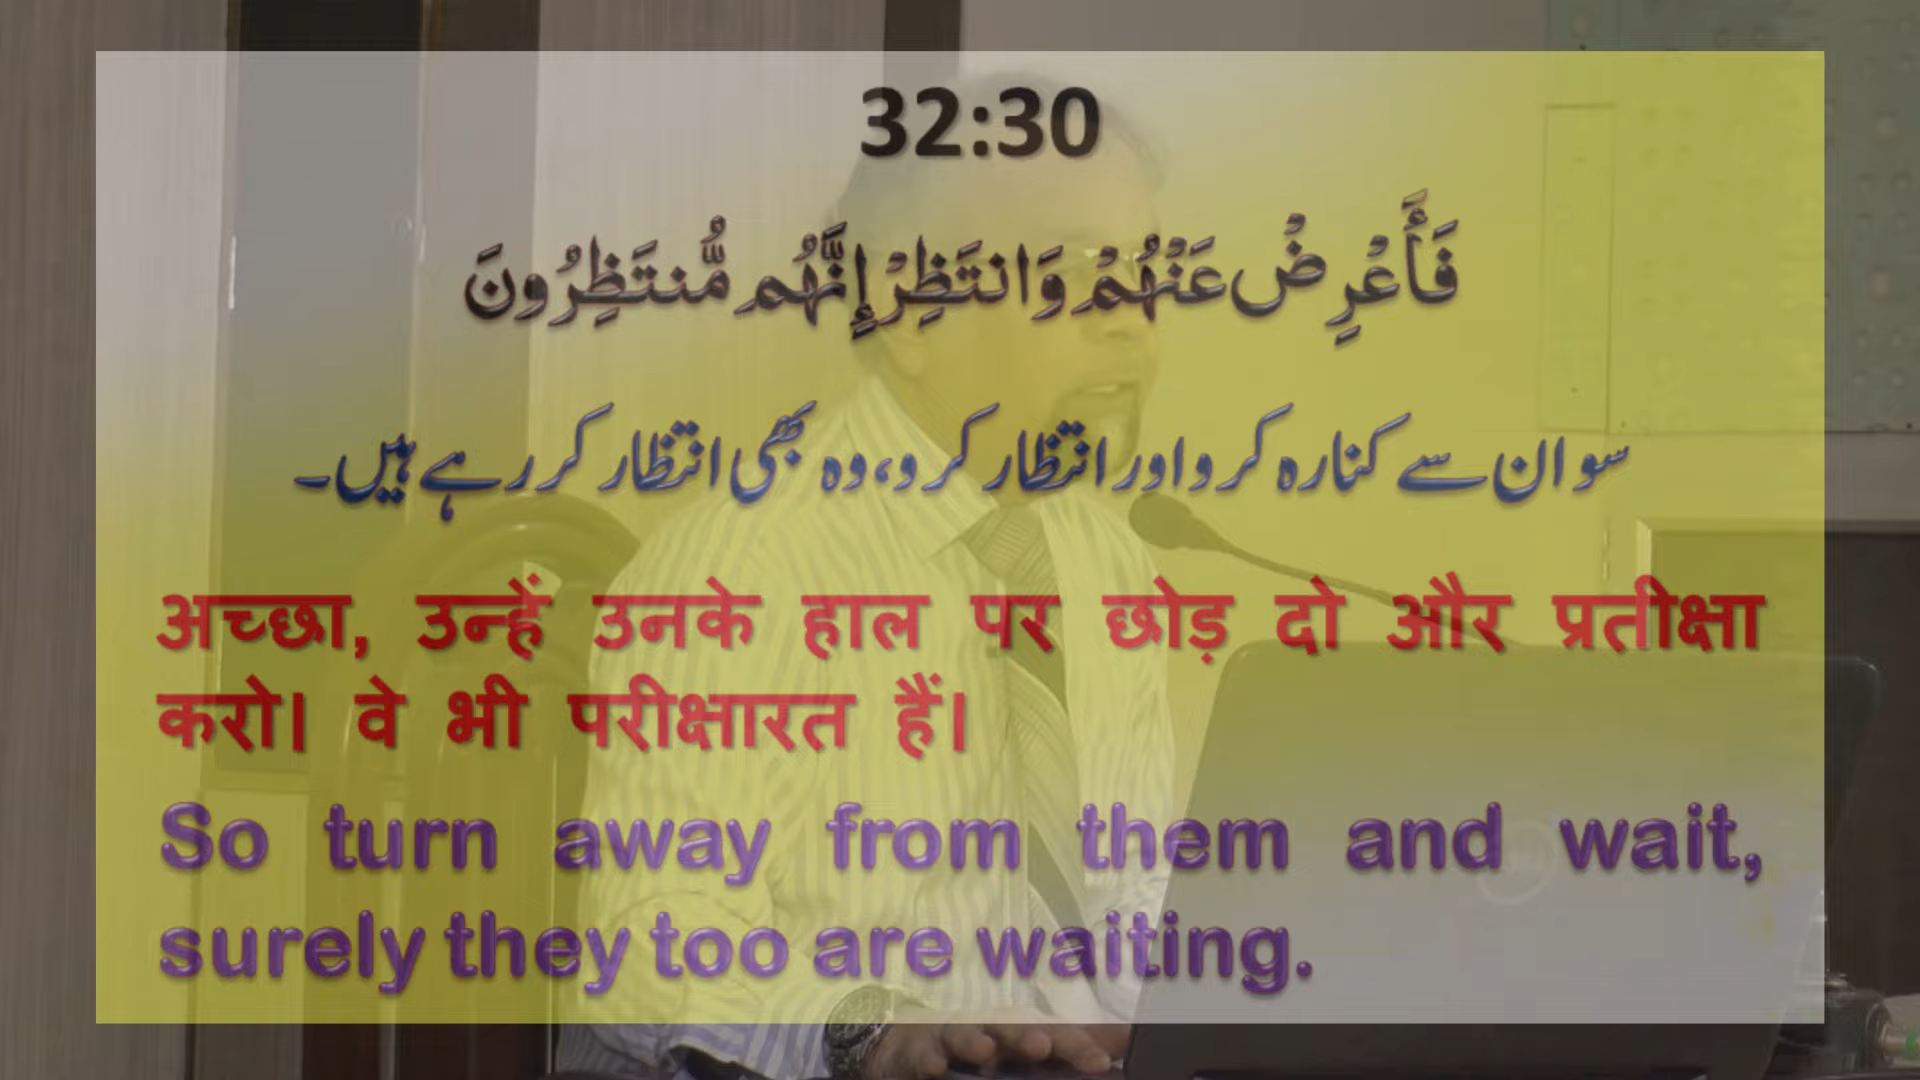 32:30
فَأَعْرِضْ عَنْهُمْ وَانتَظِرْ إِنَّهُم مُّنتَظِرُونَ
سو ان سے کنارہ کرو اور انتظار کرو، وہ بھی انتظار کر رہے ہیں۔
अच्छा, उन्हें उनके हाल पर छोड़ दो और प्रतीक्षा
करो। वे भी परीक्षारत हैं।
So turn away from them and wait,
surely they too are waiting.